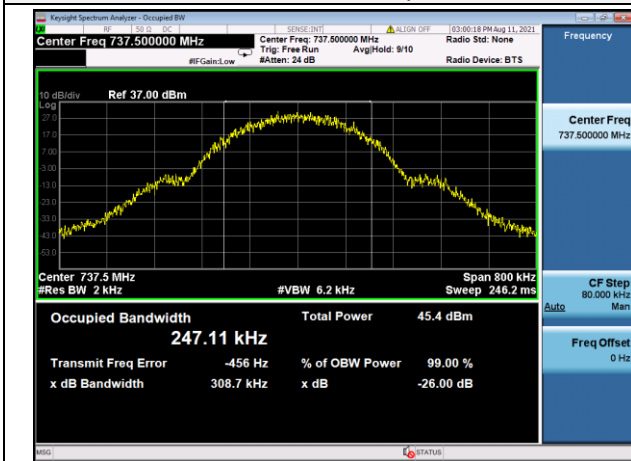 Keysight Spectrum Analyzer - Occupied BW
RF 50 Ω DC SENSE:INT ALIGN OFF 03:00:18 PM Aug 11, 2021
Center Freq 737.500000 MHz
Center Freq: 737.500000 MHz Radio Std: None
Trig: Free Run Avg|Hold: 9/10
#IFGain:Low #Atten: 24 dB Radio Device: BTS
Frequency
10 dB/div Ref 37.00 dBm
Log
27.0
17.0
7.00
-3.00
-13.0
-23.0
-33.0
-43.0
-53.0
Center Freq
737.500000 MHz
Center 737.5 MHz Span 800 kHz
#Res BW 2 kHz #VBW 6.2 kHz Sweep 246.2 ms
CF Step
80.000 kHz
Auto Man
Occupied Bandwidth Total Power 45.4 dBm
247.11 kHz
Transmit Freq Error -456 Hz % of OBW Power 99.00 %
x dB Bandwidth 308.7 kHz x dB -26.00 dB
Freq Offset
0 Hz
MSG STATUS